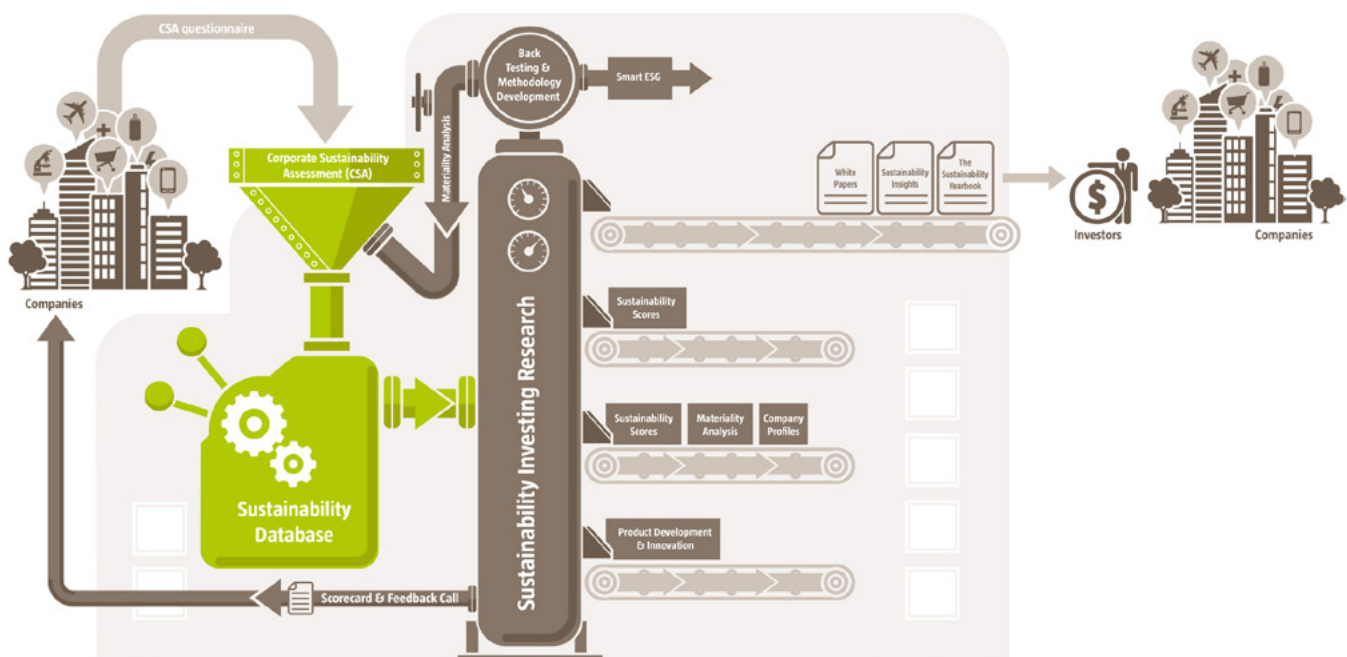 CSA questionnaire
Back
Testing &
Methodology
Development
Smart ESG
Materiality Analysis
Corporate Sustainability
Assessment (CSA)
White
Papers
Sustainability
Insights
The
Sustainability
Yearbook
$
Investors
Companies
Companies
Sustainability
Scores
Sustainability Investing Research
Sustainability
Scores
Materiality
Analysis
Company
Profiles
Sustainability
Database
Product Development
& Innovation
Scorecard & Feedback Call